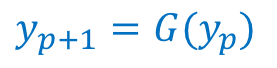 y_{p+1} = G(y_p)